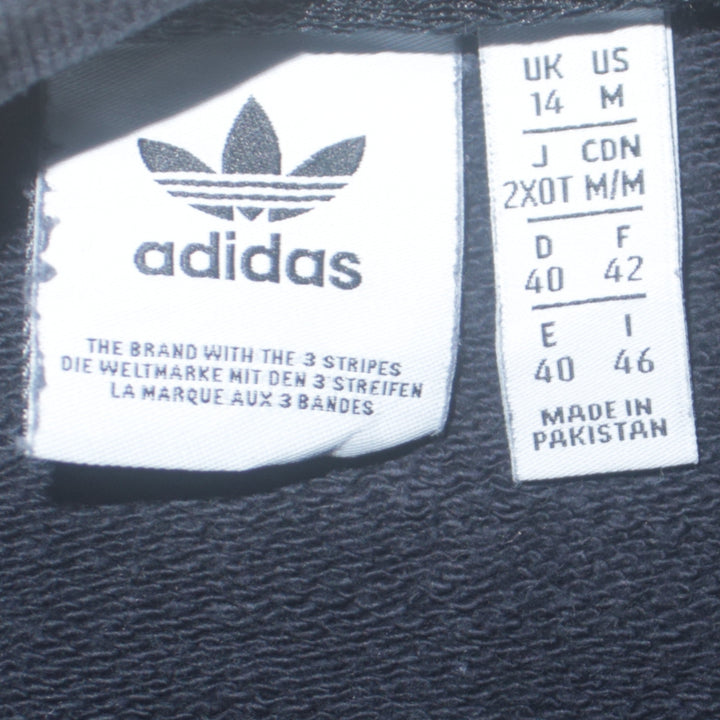 adidas
THE BRAND WITH THE 3 STRIPES
DIE WELTMARKE MIT DEN 3 STREIFEN
LA MARQUE AUX 3 BANDES
UK US
14 M
J CDN
2XOT M/M
D F
40 42
E I
40 46
MADE IN
PAKISTAN